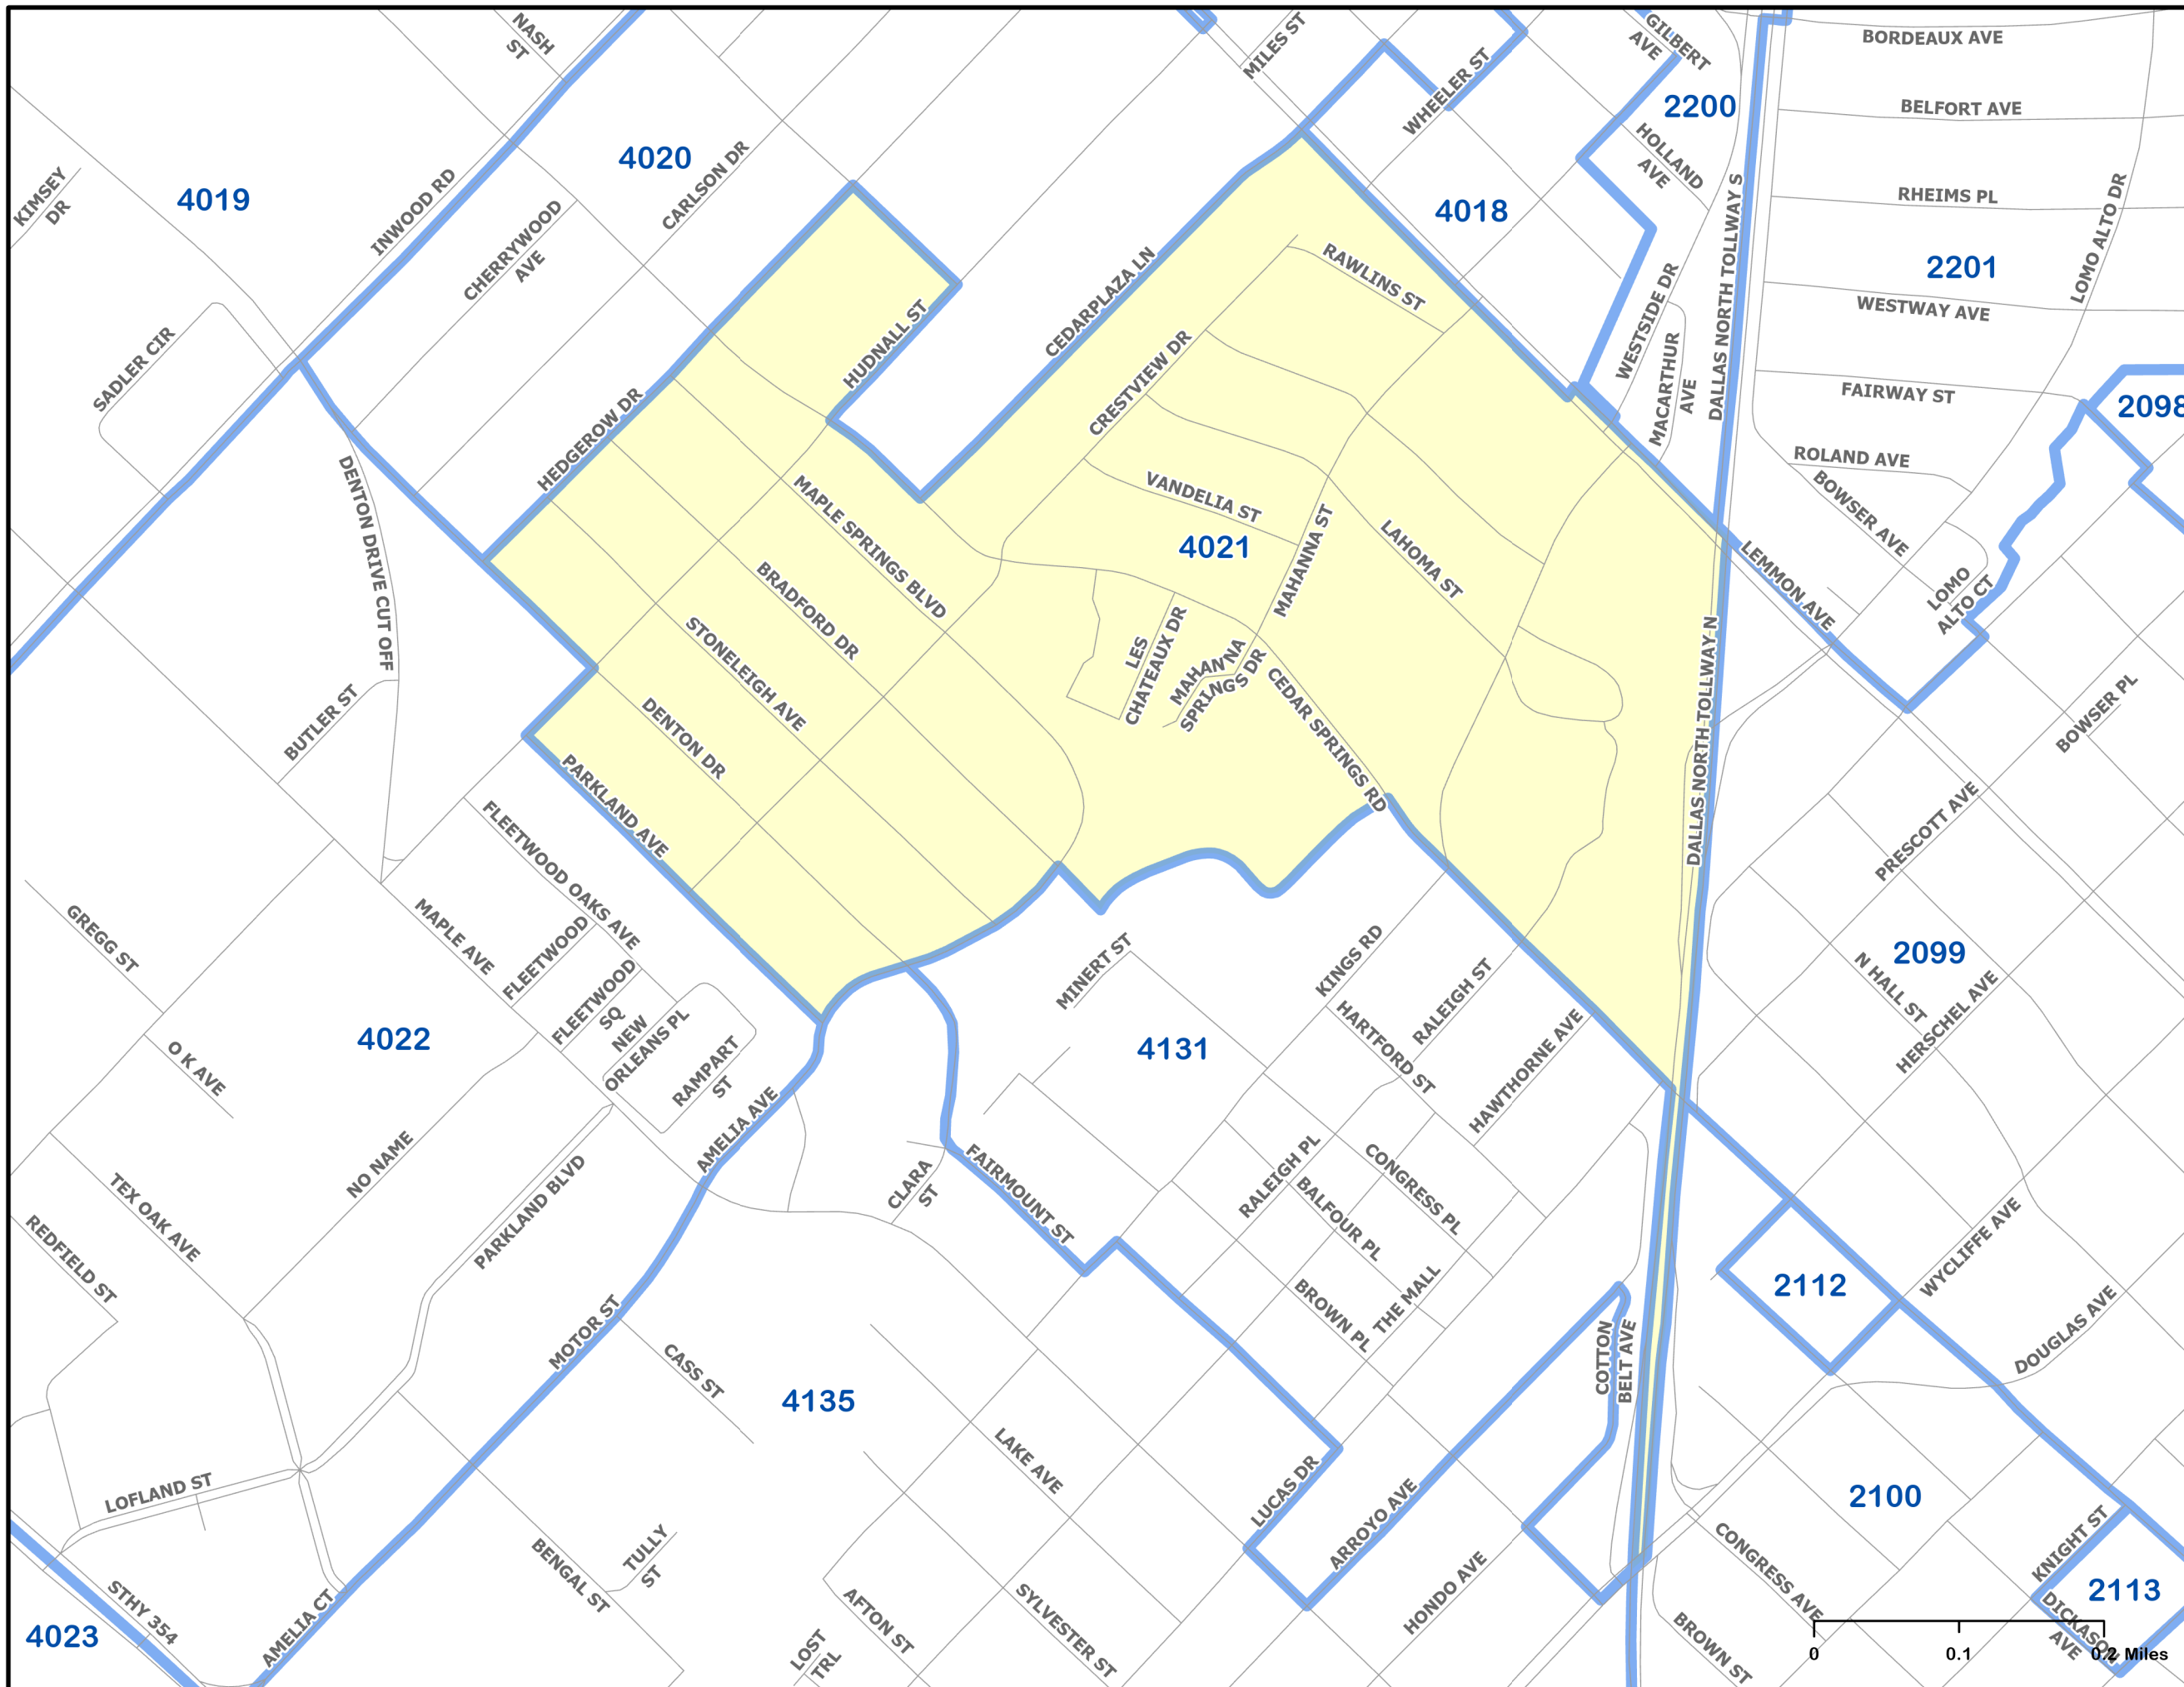 NASH
ST
MILES ST
GILBERT
AVE
BORDEAUX AVE
WHEELER ST
2200
BELFORT AVE
4020
HOLLAND
AVE
KIMSEY
DR
4019
INWOOD RD
CARLSON DR
CHERRYWOOD
AVE
4018
RHEIMS PL
LOMO ALTO DR
DALLAS NORTH TOLLWAY S
2201
CEDARPLAZA LN
RAWLINS ST
WESTSIDE DR
WESTWAY AVE
SADLER CIR
HUDNALL ST
CRESTVIEW DR
MACARTHUR
AVE
FAIRWAY ST
2098
HEDGEROW DR
ROLAND AVE
DENTON DRIVE CUT OFF
MAPLE SPRINGS BLVD
VANDELIA ST
BOWSER AVE
4021
MAHANNA ST
LAHOMA ST
LEMMON AVE
LOMO
ALTO CT
BRADFORD DR
STONELEIGH AVE
LES
CHATEAUX DR
MAHANNA
SPRINGS DR
CEDAR SPRINGS RD
DALLAS NORTH TOLLWAY N
BUTLER ST
DENTON DR
BOWSER PL
PARKLAND AVE
PRESCOTT AVE
FLEETWOOD OAKS AVE
GREGG ST
MAPLE AVE
FLEETWOOD
FLEETWOOD
SQ
MINERT ST
KINGS RD
RALEIGH ST
2099
N HALL ST
HERSCHEL AVE
4022
O K AVE
NEW
ORLEANS PL
RAMPART
ST
4131
HARTFORD ST
HAWTHORNE AVE
AMELIA AVE
NO NAME
TEX OAK AVE
PARKLAND BLVD
CLARA
ST
FAIRMOUNT ST
RALEIGH PL
CONGRESS PL
BALFOUR PL
WYCLIFFE AVE
REDFIELD ST
2112
MOTOR ST
BROWN PL
THE MALL
COTTON
BELT AVE
DOUGLAS AVE
CASS ST
4135
LAKE AVE
LUCAS DR
ARROYO AVE
2100
LOFLAND ST
CONGRESS AVE
KNIGHT ST
BENGAL ST
TULLY
ST
HONDO AVE
2113
DICKASON
AVE
STHY 354
AMELIA CT
4023
AFTON ST
LOST
TRL
SYLVESTER ST
BROWN ST
0
0.1
0.2 Miles